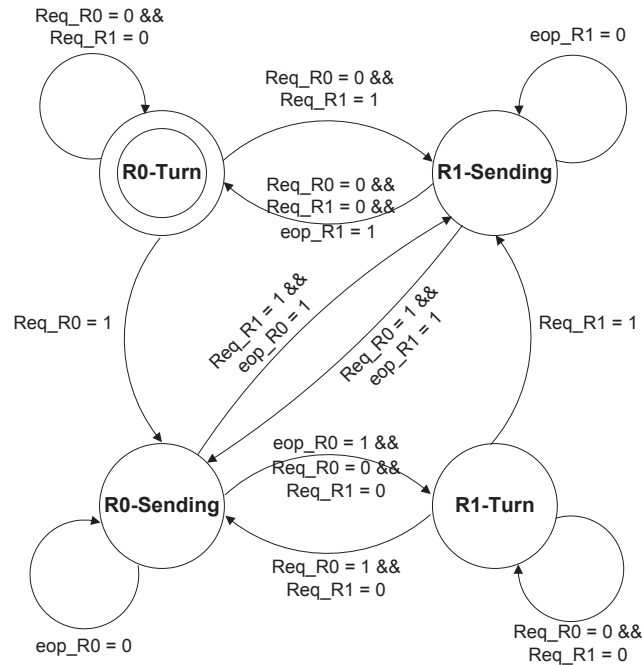 Req_R0 = 0 &&
Req_R1 = 0
eop_R1 = 0
Req_R0 = 0 &&
Req_R1 = 1
R0-Turn
R1-Sending
Req_R0 = 0 &&
Req_R1 = 0 &&
eop_R1 = 1
Req_R0 = 1
Req_R1 = 1 &&
eop_R0 = 1
Req_R0 = 1 &&
eop_R1 = 1
Req_R1 = 1
eop_R0 = 1 &&
Req_R0 = 0 &&
Req_R1 = 0
R0-Sending
R1-Turn
Req_R0 = 1 &&
Req_R1 = 0
eop_R0 = 0
Req_R0 = 0 &&
Req_R1 = 0